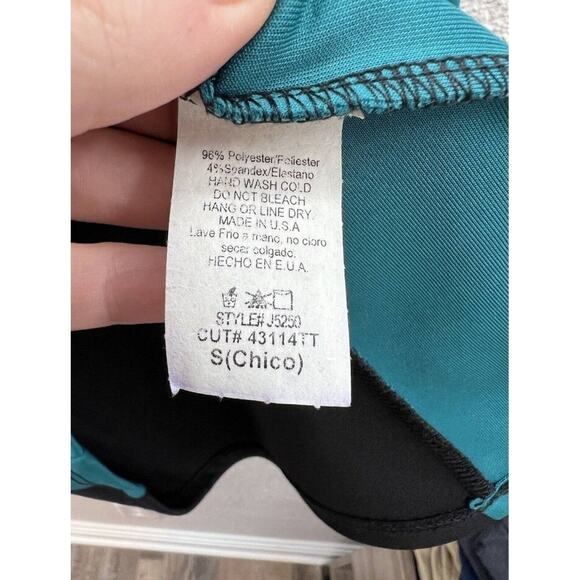 96% Polyester/Poliester
4%Spandex/Elastano
HAND WASH COLD
DO NOT BLEACH
HANG OR LINE DRY.
MADE IN U.S.A
Lave Frio a mano, no cloro
secar colgado.
HECHO EN E.U.A.
STYLE# J5250
CUT# 43114TT
S(Chico)